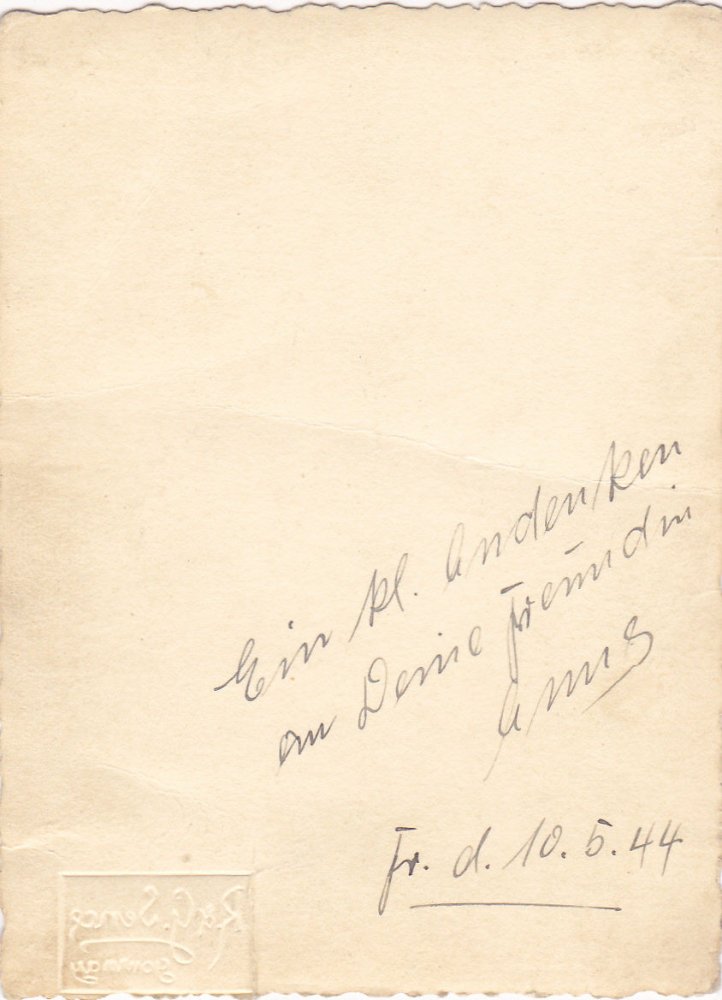 Ein kl. Andenken
an Deine Freundin
Fr. d. 10.5.44